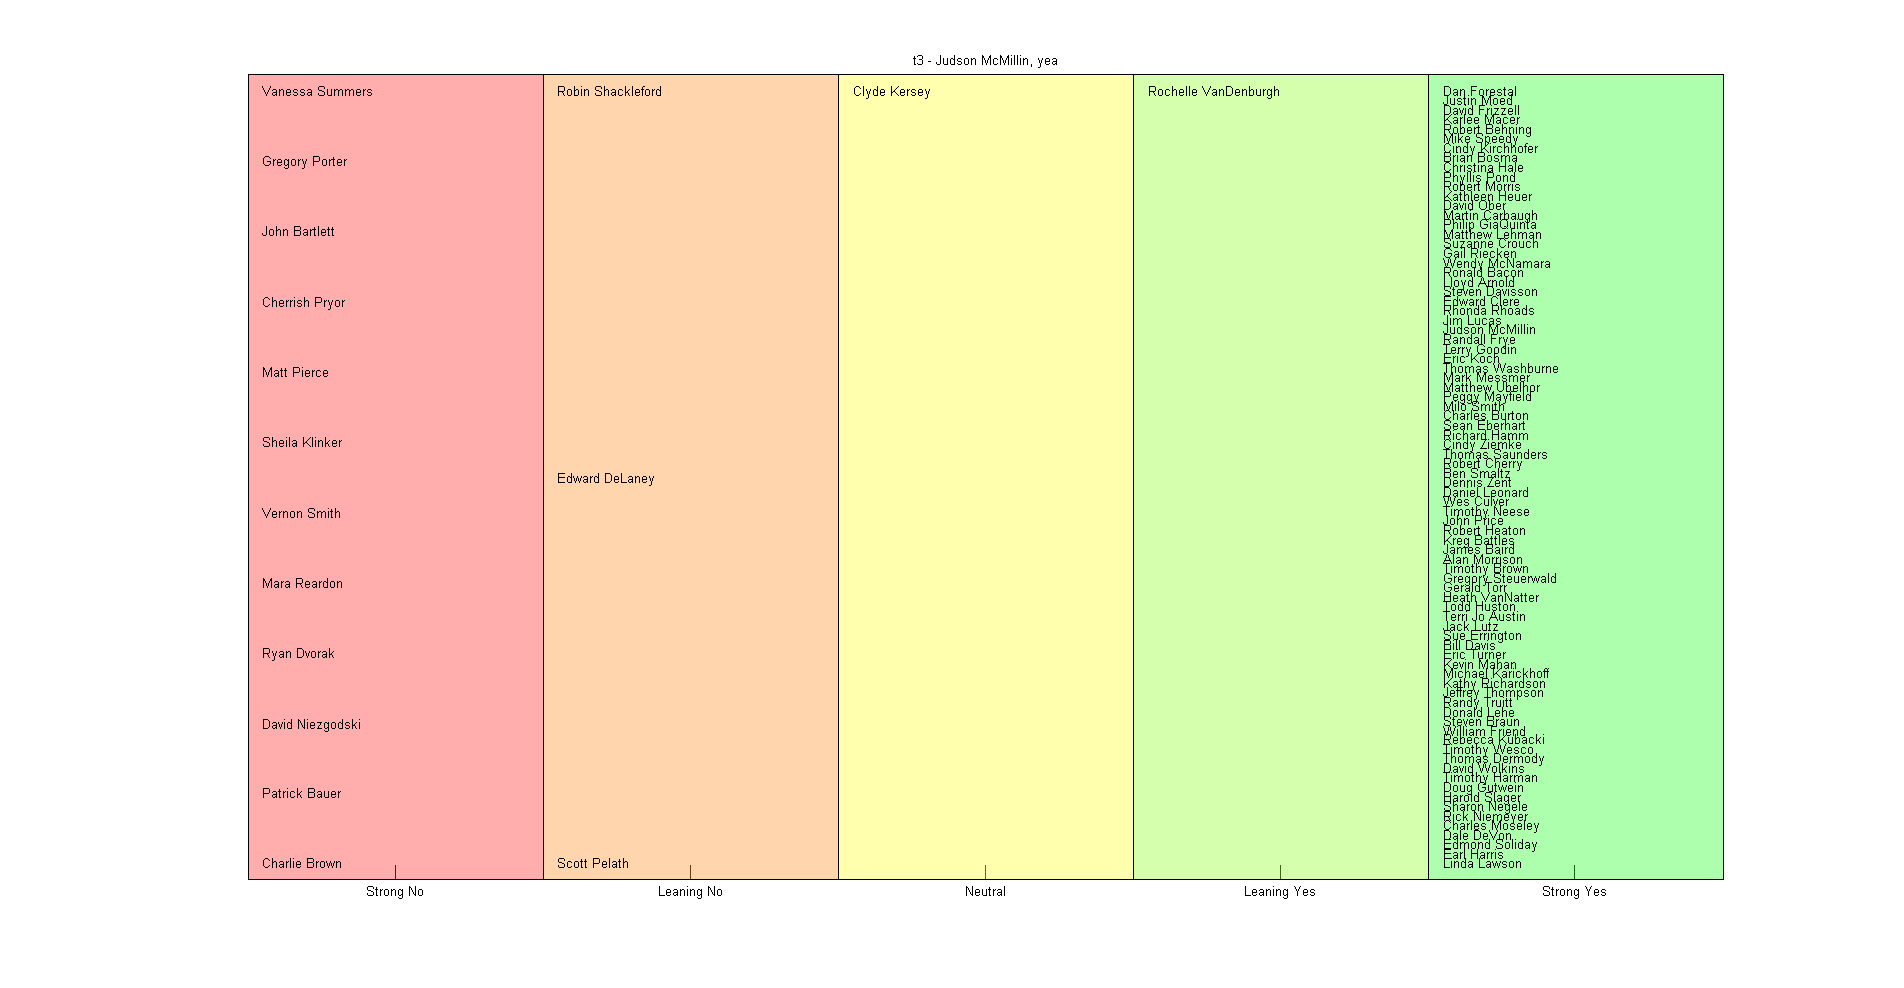 t3 - Judson McMillin, yea
Vanessa Summers
Gregory Porter
John Bartlett
Cherrish Pryor
Matt Pierce
Sheila Klinker
Vernon Smith
Mara Reardon
Ryan Dvorak
David Niezgodski
Patrick Bauer
Charlie Brown
Robin Shackleford
Edward DeLaney
Scott Pelath
Clyde Kersey
Rochelle VanDenburgh
Dan Forestal
Justin Moed
David Frizzell
Karlee Macer
Robert Behning
Mike Speedy
Cindy Kirchhofer
Brian Bosma
Christina Hale
Phyllis Pond
Robert Morris
Kathleen Heuer
David Ober
Martin Carbaugh
Philip GiaQuinta
Matthew Lehman
Suzanne Crouch
Gail Riecken
Wendy McNamara
Ronald Bacon
Lloyd Arnold
Steven Davisson
Edward Clere
Rhonda Rhoads
Jim Lucas
Judson McMillin
Randall Frye
Terry Goodin
Eric Koch
Thomas Washburne
Mark Messmer
Matthew Ubelhor
Peggy Mayfield
Milo Smith
Charles Burton
Sean Eberhart
Richard Hamm
Cindy Ziemke
Thomas Saunders
Robert Cherry
Ben Smaltz
Dennis Zent
Daniel Leonard
Wes Culver
Timothy Neese
John Price
Robert Heaton
Kreg Battles
James Baird
Alan Morrison
Timothy Brown
Gregory Steuerwald
Gerald Torr
Heath VanNatter
Todd Huston
Terri Jo Austin
Jack Lutz
Sue Errington
Bill Davis
Eric Turner
Kevin Mahan
Michael Karickhoff
Kathy Richardson
Jeffrey Thompson
Randy Truitt
Donald Lehe
Steven Braun
William Friend
Rebecca Kubacki
Timothy Wesco
Thomas Dermody
David Wolkins
Timothy Harman
Doug Gutwein
Harold Slager
Sharon Negele
Rick Niemeyer
Charles Moseley
Dale DeVon
Edmond Soliday
Earl Harris
Linda Lawson
Strong No
Leaning No
Neutral
Leaning Yes
Strong Yes